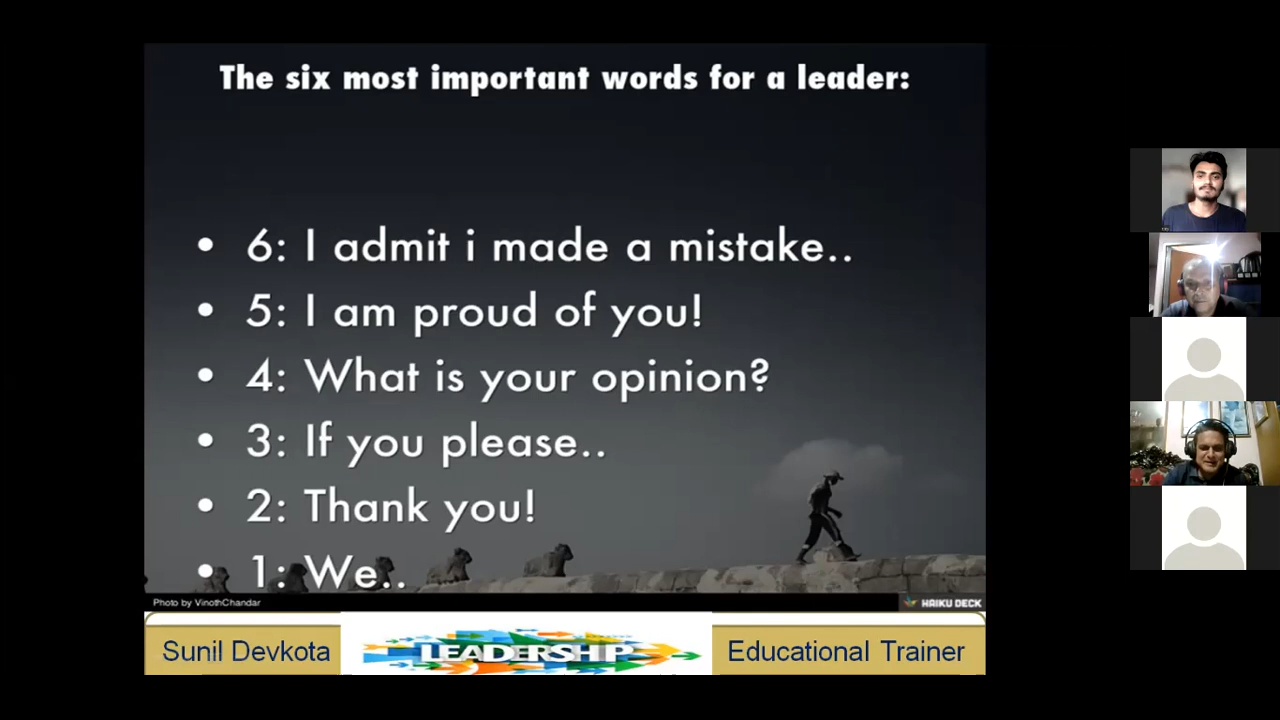 The six most important words for a leader:
• 6: I admit i made a mistake..
• 5: I am proud of you!
• 4: What is your opinion?
• 3: If you please..
• 2: Thank you!
• 1: We..
Photo by VinothChandar
HAIKU DECK
Sunil Devkota
LEADERSHIP
Educational Trainer